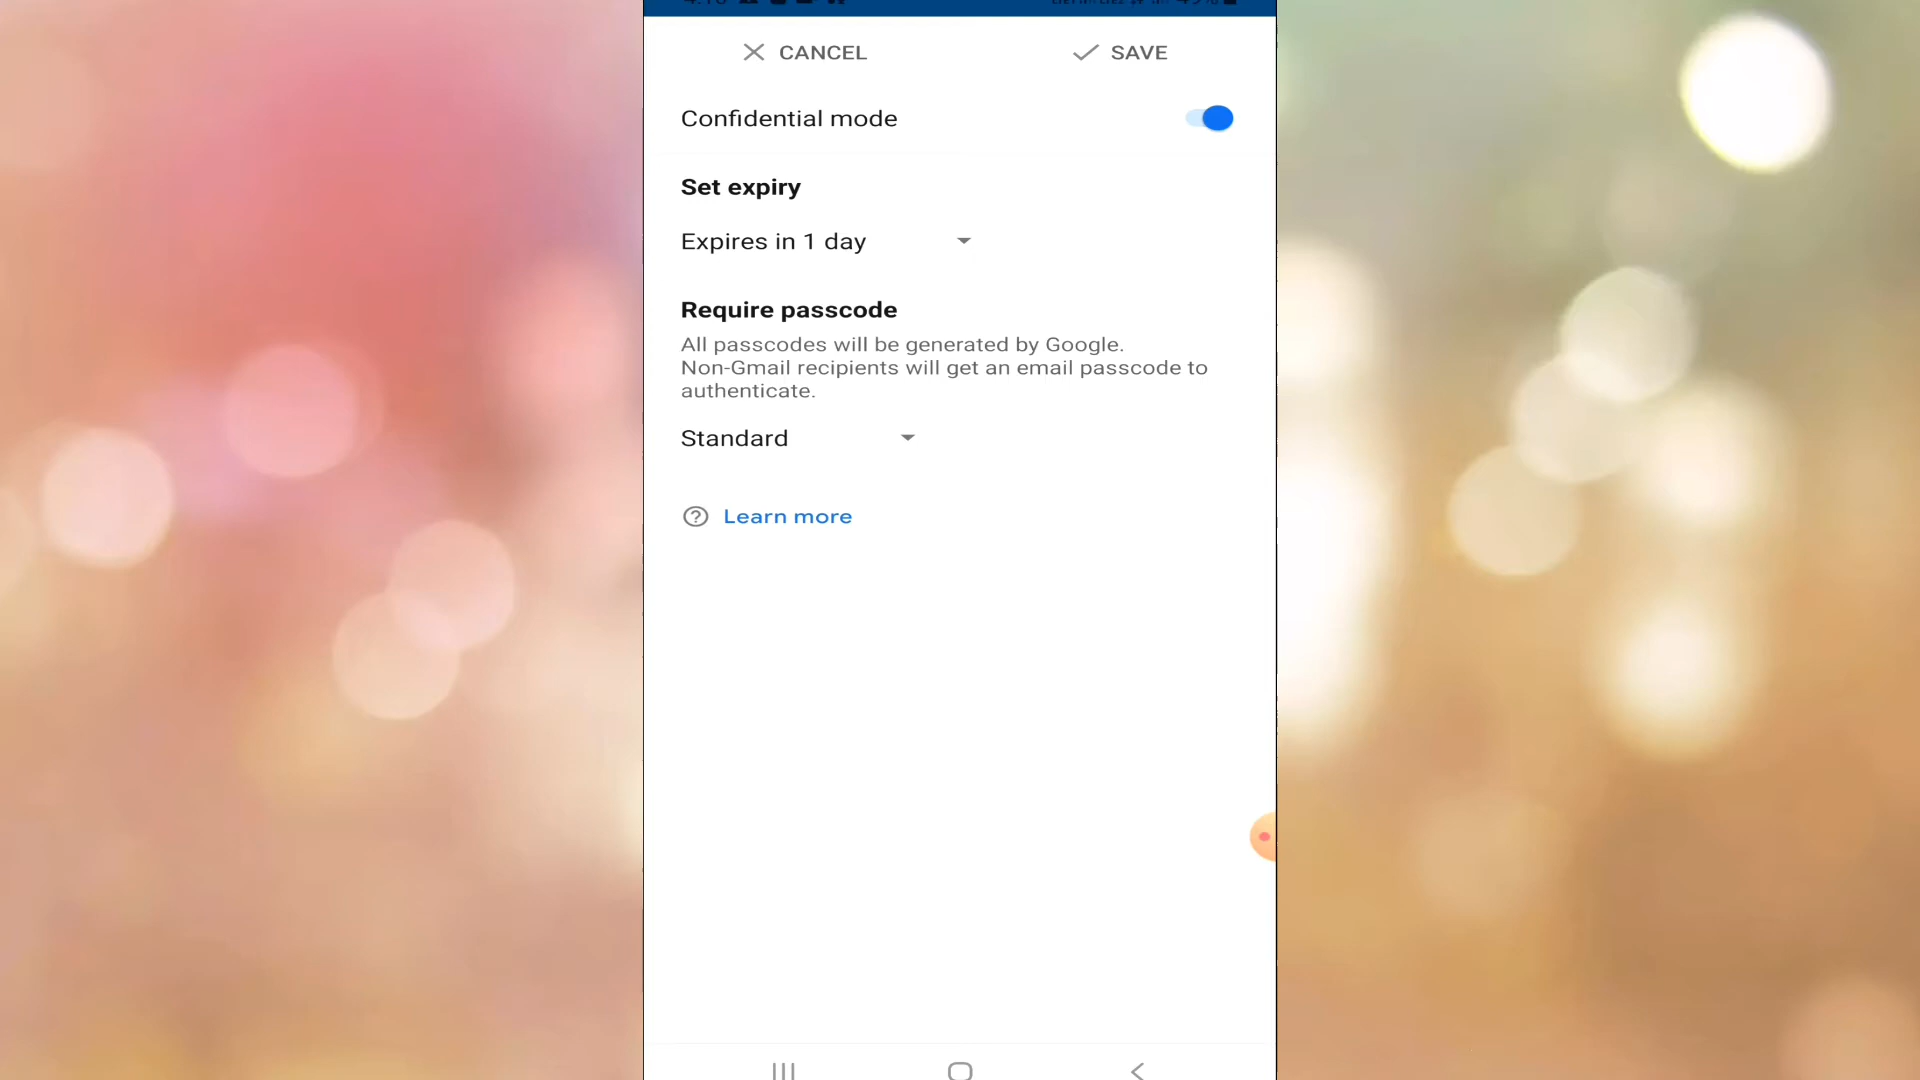 CANCEL
SAVE
Confidential mode
Set expiry
Expires in 1 day
Require passcode
All passcodes will be generated by Google.
Non-Gmail recipients will get an email passcode to
authenticate.
Standard
Learn more